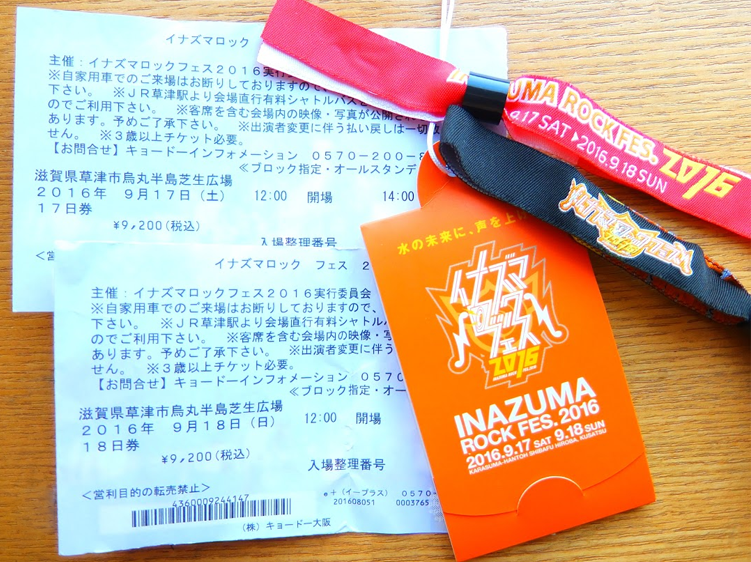 イナズマロック
主催：イナズマロックフェス２０１６実行
※自家用車でのご来場はお断りしておりますので
下さい。　※ＪＲ草津駅より会場直行有料シャトルバスを
のでご利用下さい。　※客席を含む会場内の映像・写真が公開され
あります。予めご了承下さい。　※出演者変更に伴う払い戻しは一切
せん。　※３歳以上チケット必要。
【お問合せ】キョードーインフォメーション　０５７０－２００－８
≪ブロック指定・オールスタンデ
滋賀県草津市烏丸半島芝生広場
２０１６年　９月１７日（土）　12:00　開場　14:00
１７日券
¥9,200(税込)
入場整理番号
＜営利
イナズマロック　フェス　２
主催：イナズマロックフェス２０１６実行委員会
※自家用車でのご来場はお断りしておりますので、
下さい。　※ＪＲ草津駅より会場直行有料シャトルバス
のでご利用下さい。　※客席を含む会場内の映像・写
あります。予めご了承下さい。　※出演者変更に伴う
せん。　※３歳以上チケット必要。
【お問合せ】キョードーインフォメーション　０５７０
≪ブロック指定・オー
滋賀県草津市烏丸半島芝生広場
２０１６年　９月１８日（日）　12:00　開場
１８日券
¥9,200(税込)
入場整理番号
＜営利目的の転売禁止＞
4360009244147
e+（イープラス）　０５７０－
201608051　0003765
（株）キョードー大阪
INAZUMA ROCK FES. 2016
9.17 SAT ▸ 2016.9.18 SUN
水の未来に、声を上
イナズマ
ロック
フェス
2016
INAZUMA
ROCK FES. 2016
2016.9.17 SAT 9.18 SUN
KARASUMA-HANTOH SHIBAFU HIROBA, KUSATSU